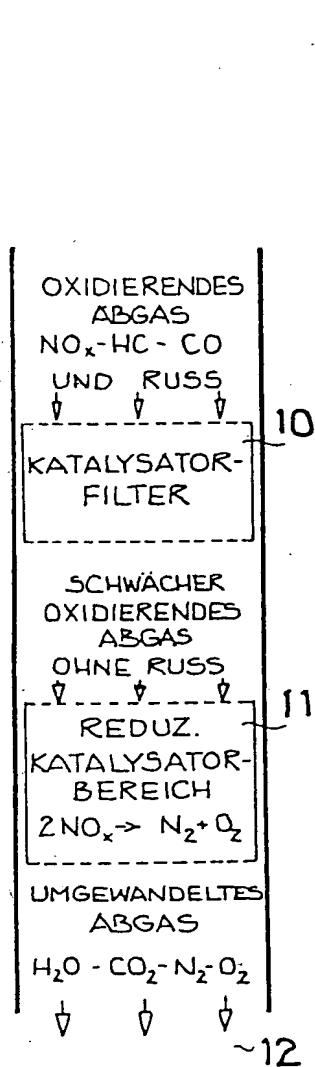 OXIDIERENDES
ABGAS
NOₓ-HC-CO
UND RUSS
10
KATALYSATOR-
FILTER
SCHWÄCHER
OXIDIERENDES
ABGAS
OHNE RUSS
11
REDUZ.
KATALYSATOR-
BEREICH
2NOₓ→ N₂+O₂
UMGEWANDELTES
ABGAS
H₂O-CO₂-N₂-O₂
~12